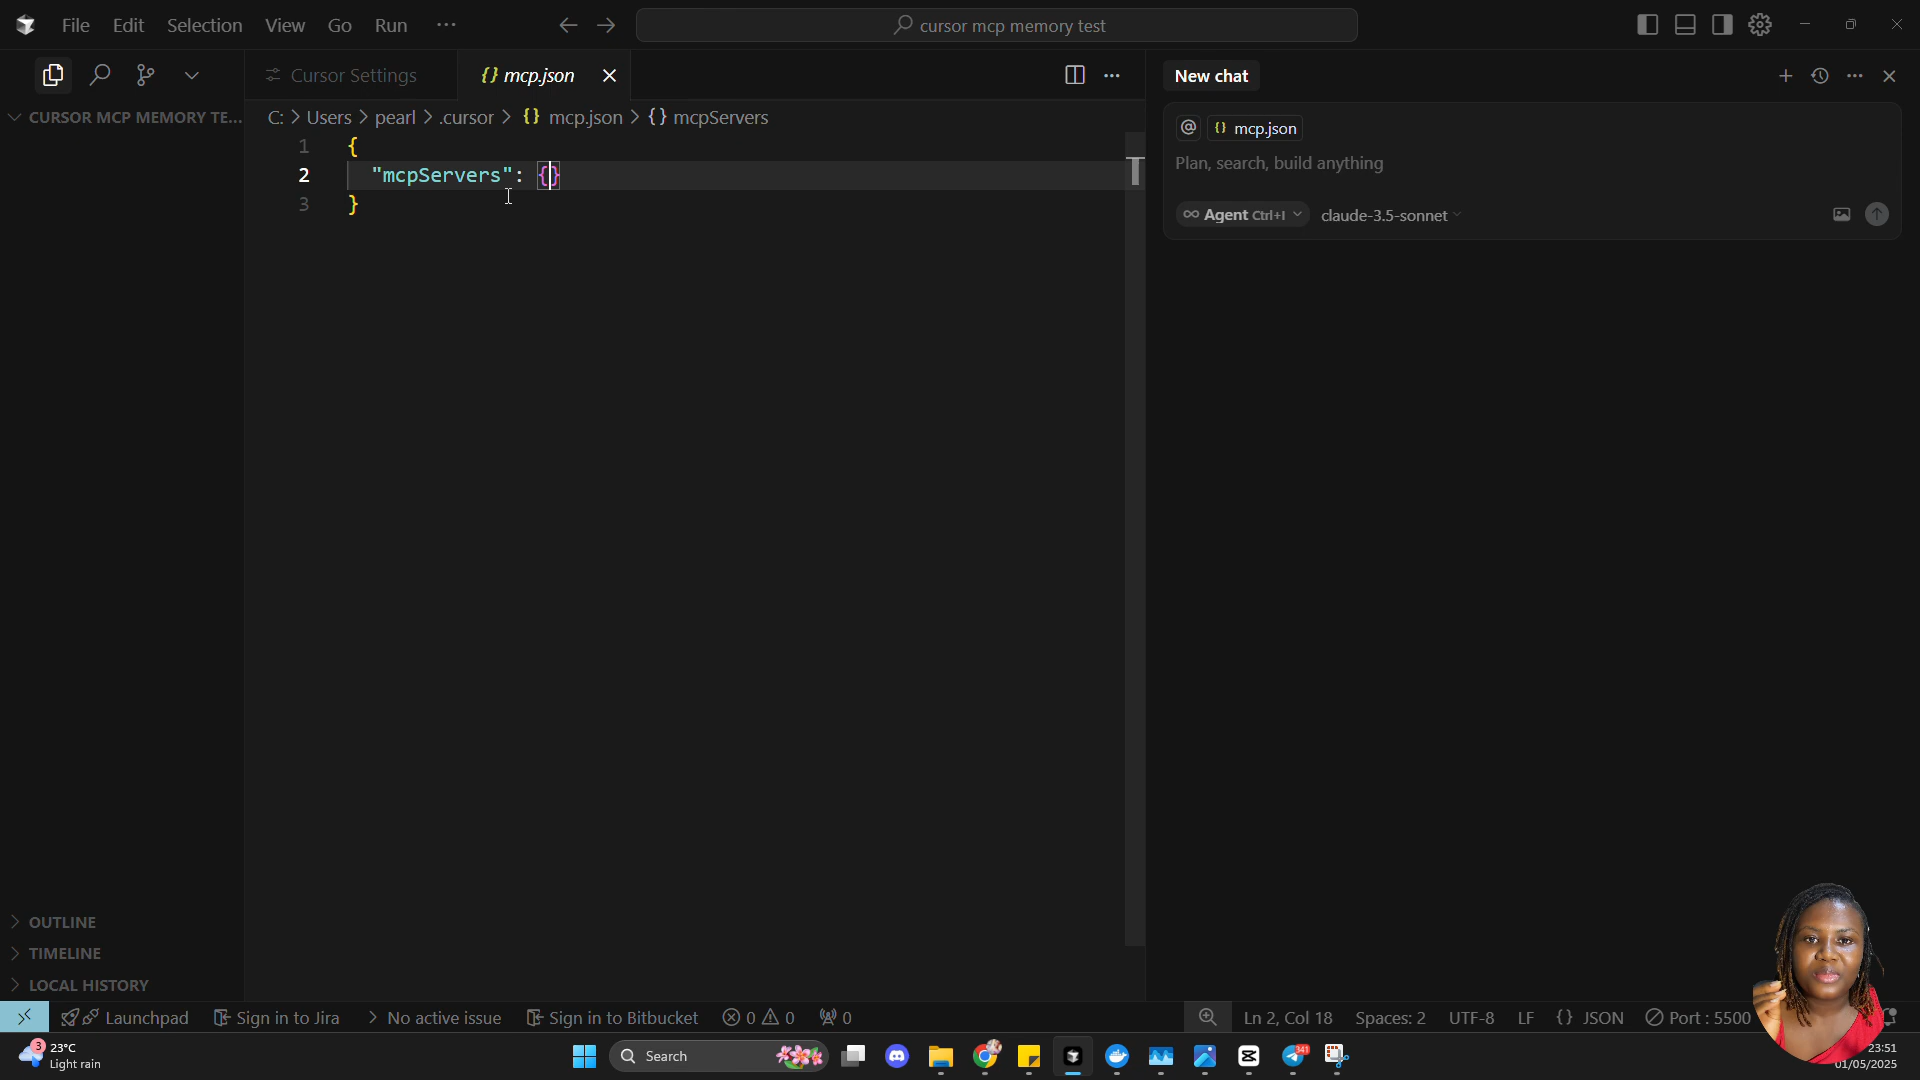 File Edit Selection View Go Run
cursor mcp memory test
CURSOR MCP MEMORY TE...
Cursor Settings
{} mcp.json
C: > Users > pearl > .cursor > {} mcp.json > {} mcpServers
1 {
2 "mcpServers": {}
3 }
New chat
@ {} mcp.json
Plan, search, build anything
∞ Agent Ctrl+I
claude-3.5-sonnet
OUTLINE
TIMELINE
LOCAL HISTORY
Launchpad
Sign in to Jira
No active issue
Sign in to Bitbucket
0 0
0
Ln 2, Col 18
Spaces: 2
UTF-8
LF
{} JSON
Port : 5500
3
23°C
Light rain
Search
341
23:51
01/05/2025